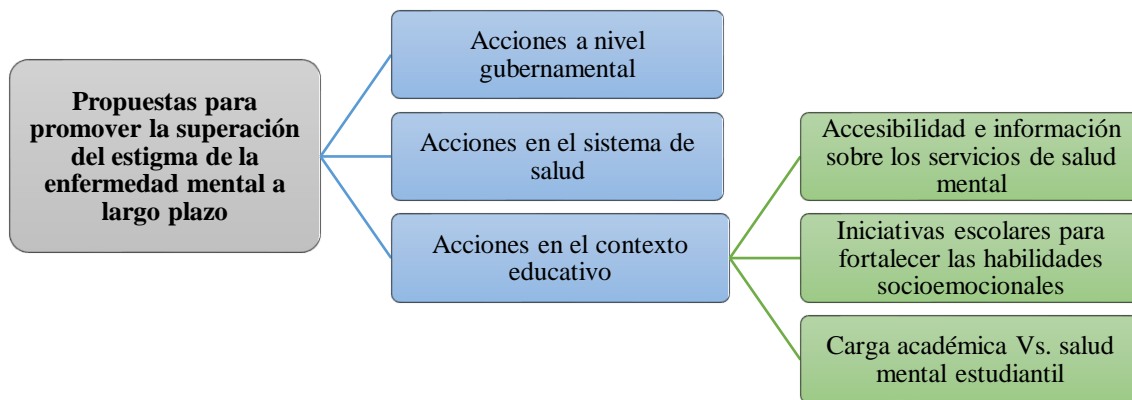 Propuestas para
promover la superación
del estigma de la
enfermedad mental a
largo plazo
Acciones a nivel
gubernamental
Acciones en el sistema de
salud
Acciones en el contexto
educativo
Accesibilidad e información
sobre los servicios de salud
mental
Iniciativas escolares para
fortalecer las habilidades
socioemocionales
Carga académica Vs. salud
mental estudiantil